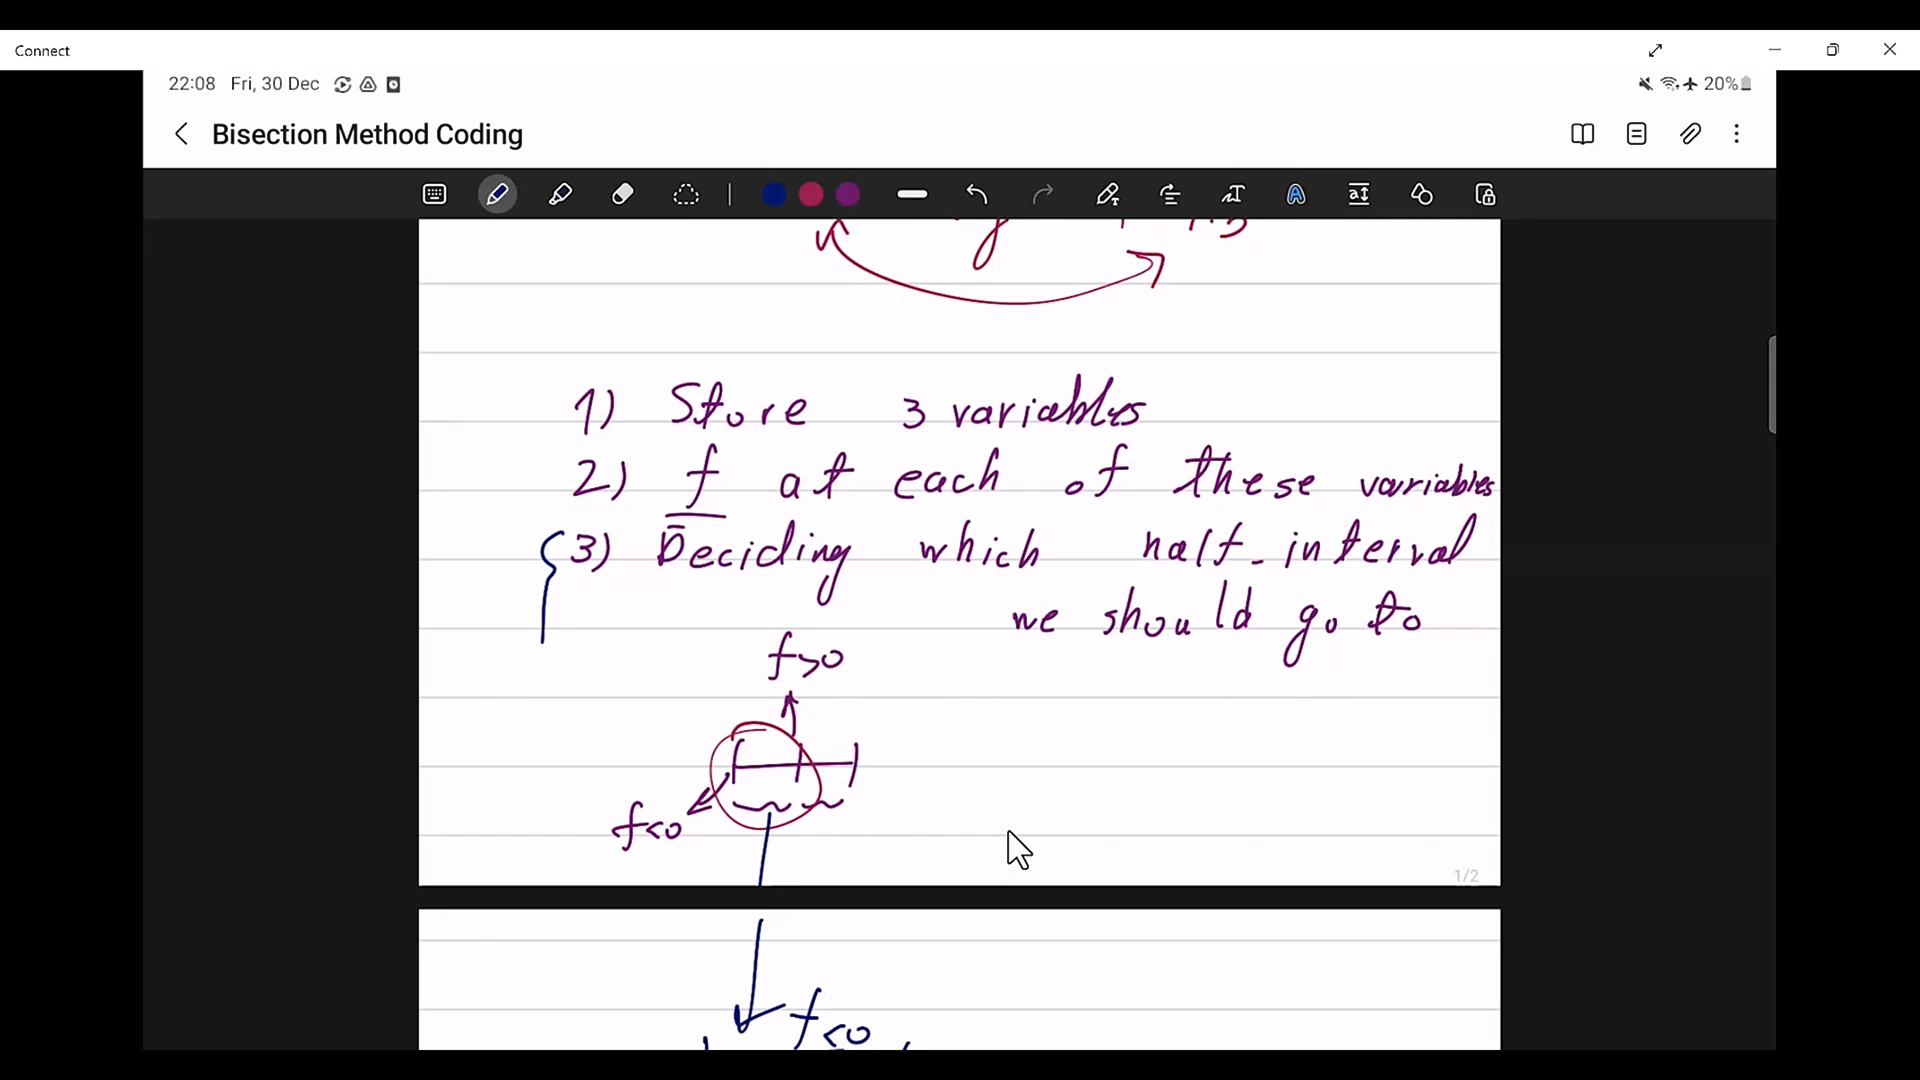 Connect
22:08 Fri, 30 Dec
20%
Bisection Method Coding
1) Store 3 variables
2) f at each of these variables
3) Deciding which half-interval
we should go to
f>0
f<0
1/2
f<0